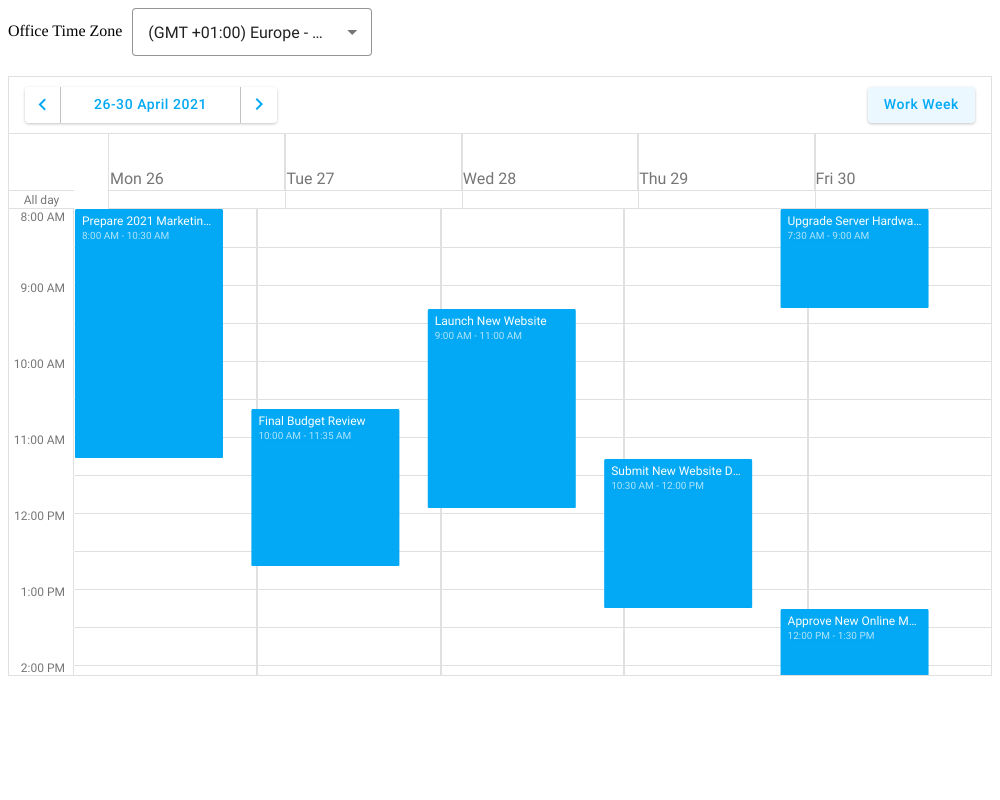 Office Time Zone
(GMT +01:00) Europe - ...
26-30 April 2021
Work Week
Mon 26
Tue 27
Wed 28
Thu 29
Fri 30
All day
8:00 AM
9:00 AM
10:00 AM
11:00 AM
12:00 PM
1:00 PM
2:00 PM
Prepare 2021 Marketin...
8:00 AM - 10:30 AM
Final Budget Review
10:00 AM - 11:35 AM
Launch New Website
9:00 AM - 11:00 AM
Submit New Website D...
10:30 AM - 12:00 PM
Upgrade Server Hardwa...
7:30 AM - 9:00 AM
Approve New Online M...
12:00 PM - 1:30 PM